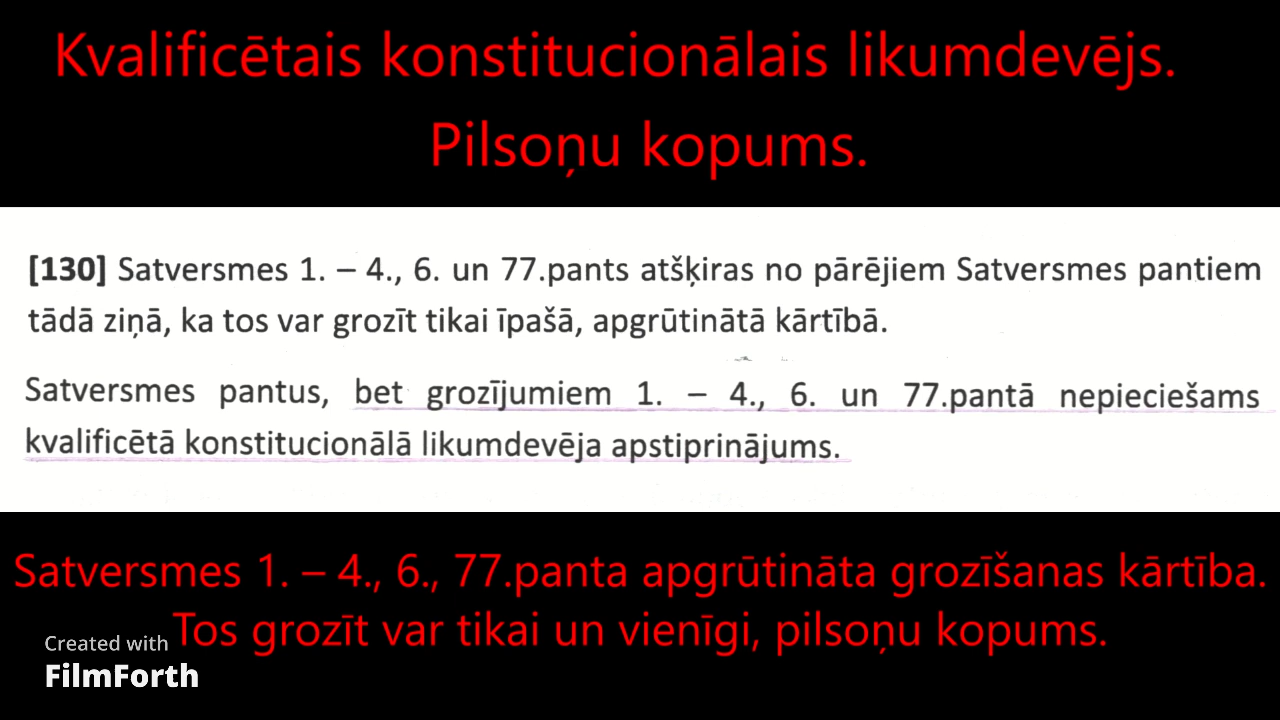 Kvalificētais konstitucionālais likumdevējs.
Pilsoņu kopums.
[130] Satversmes 1. – 4., 6. un 77.pants atšķiras no pārējiem Satversmes pantiem
tādā ziņā, ka tos var grozīt tikai īpašā, apgrūtinātā kārtībā.
Satversmes pantus, bet grozījumiem 1. – 4., 6. un 77.pantā nepieciešams
kvalificētā konstitucionālā likumdevēja apstiprinājums.
Satversmes 1. – 4., 6., 77.panta apgrūtināta grozīšanas kārtība.
Tos grozīt var tikai un vienīgi, pilsoņu kopums.
Created with
FilmForth